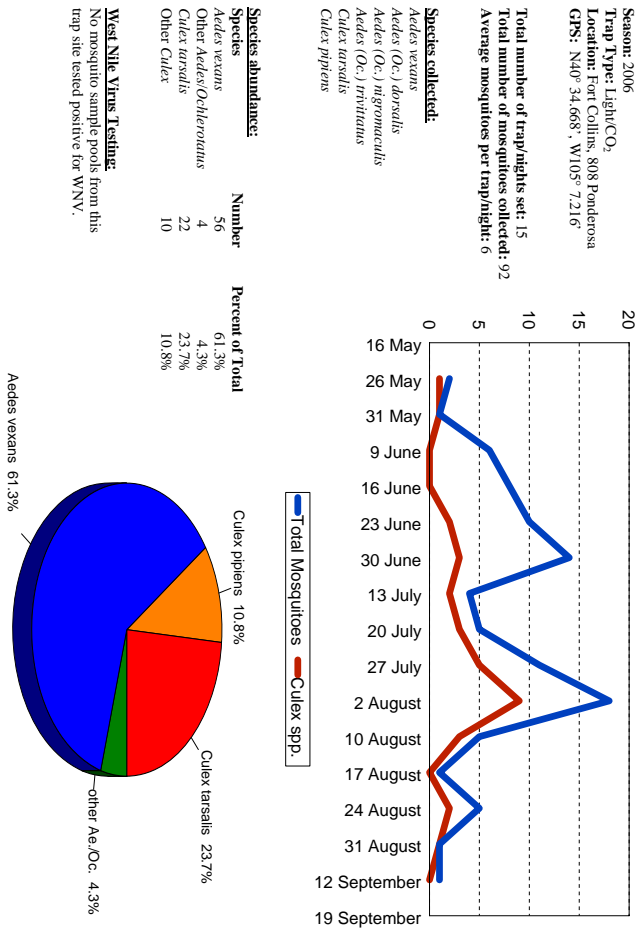 Season: 2006
Trap Type: Light/CO2
Location: Fort Collins, 808 Ponderosa
GPS: N40° 34.668', W105° 7.216'
Total number of trap/nights set: 15
Total number of mosquitoes collected: 92
Average mosquitoes per trap/night: 6
Species collected:
Aedes vexans
Aedes (Oc.) dorsalis
Aedes (Oc.) nigromaculis
Aedes (Oc.) trivittatus
Culex tarsalis
Culex pipiens
Species abundance:
Species Number Percent of Total
Aedes vexans 56 61.3%
Other Aedes/Ochlerotatus 4 4.3%
Culex tarsalis 22 23.7%
Other Culex 10 10.8%
West Nile Virus Testing:
No mosquito sample pools from this
trap site tested positive for WNV.
20
15
10
5
0
16 May
26 May
31 May
9 June
16 June
23 June
30 June
13 July
20 July
27 July
2 August
10 August
17 August
24 August
31 August
12 September
19 September
Total Mosquitoes Culex spp.
Culex pipiens 10.8%
Culex tarsalis 23.7%
Aedes vexans 61.3%
other Ae./Oc. 4.3%